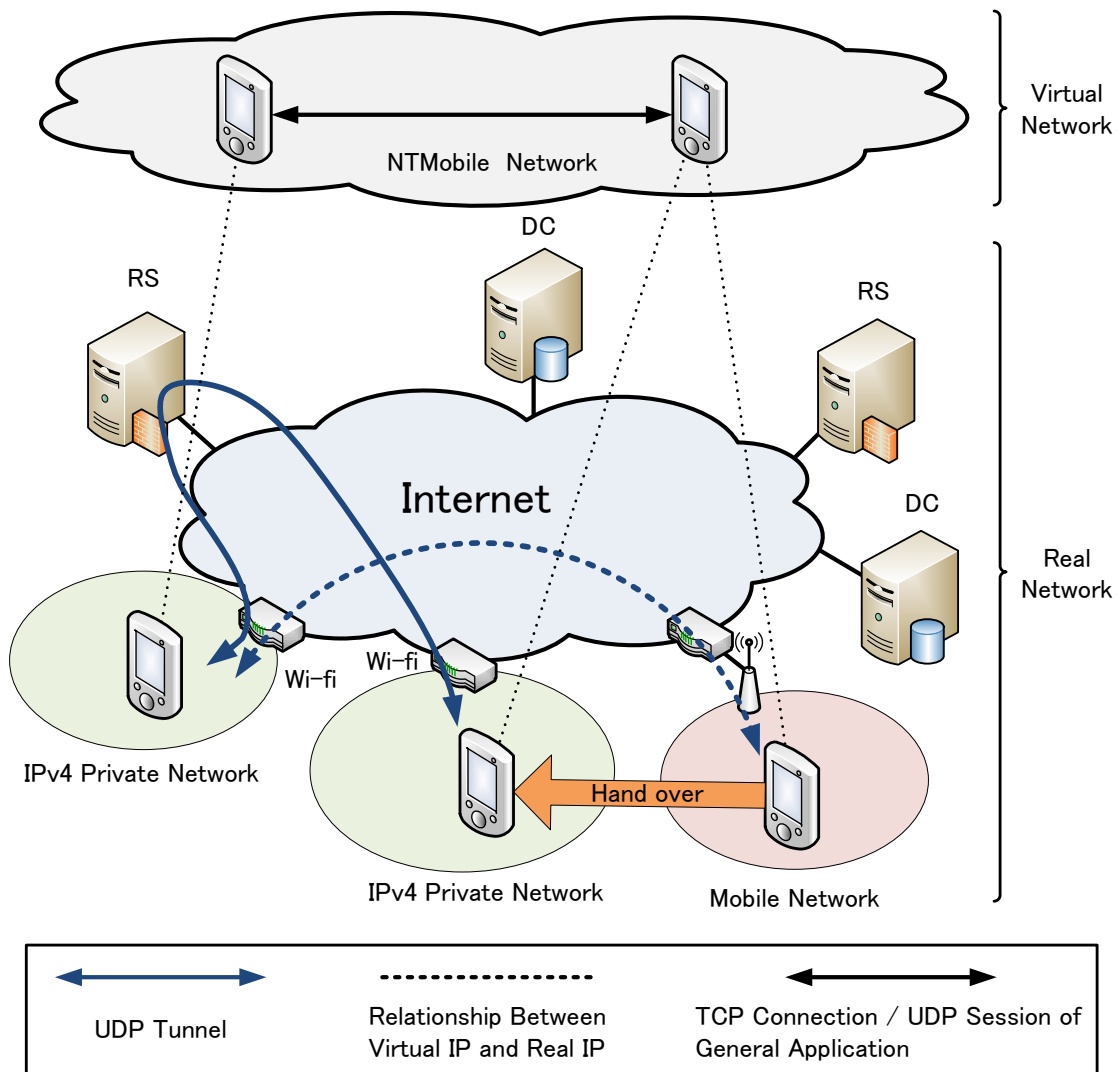 Virtual
Network
NTMobile Network
DC
RS
RS
Internet
DC
Real
Network
Wi-fi
Wi-fi
IPv4 Private Network
Hand over
IPv4 Private Network
Mobile Network
UDP Tunnel
Relationship Between
Virtual IP and Real IP
TCP Connection / UDP Session of
General Application